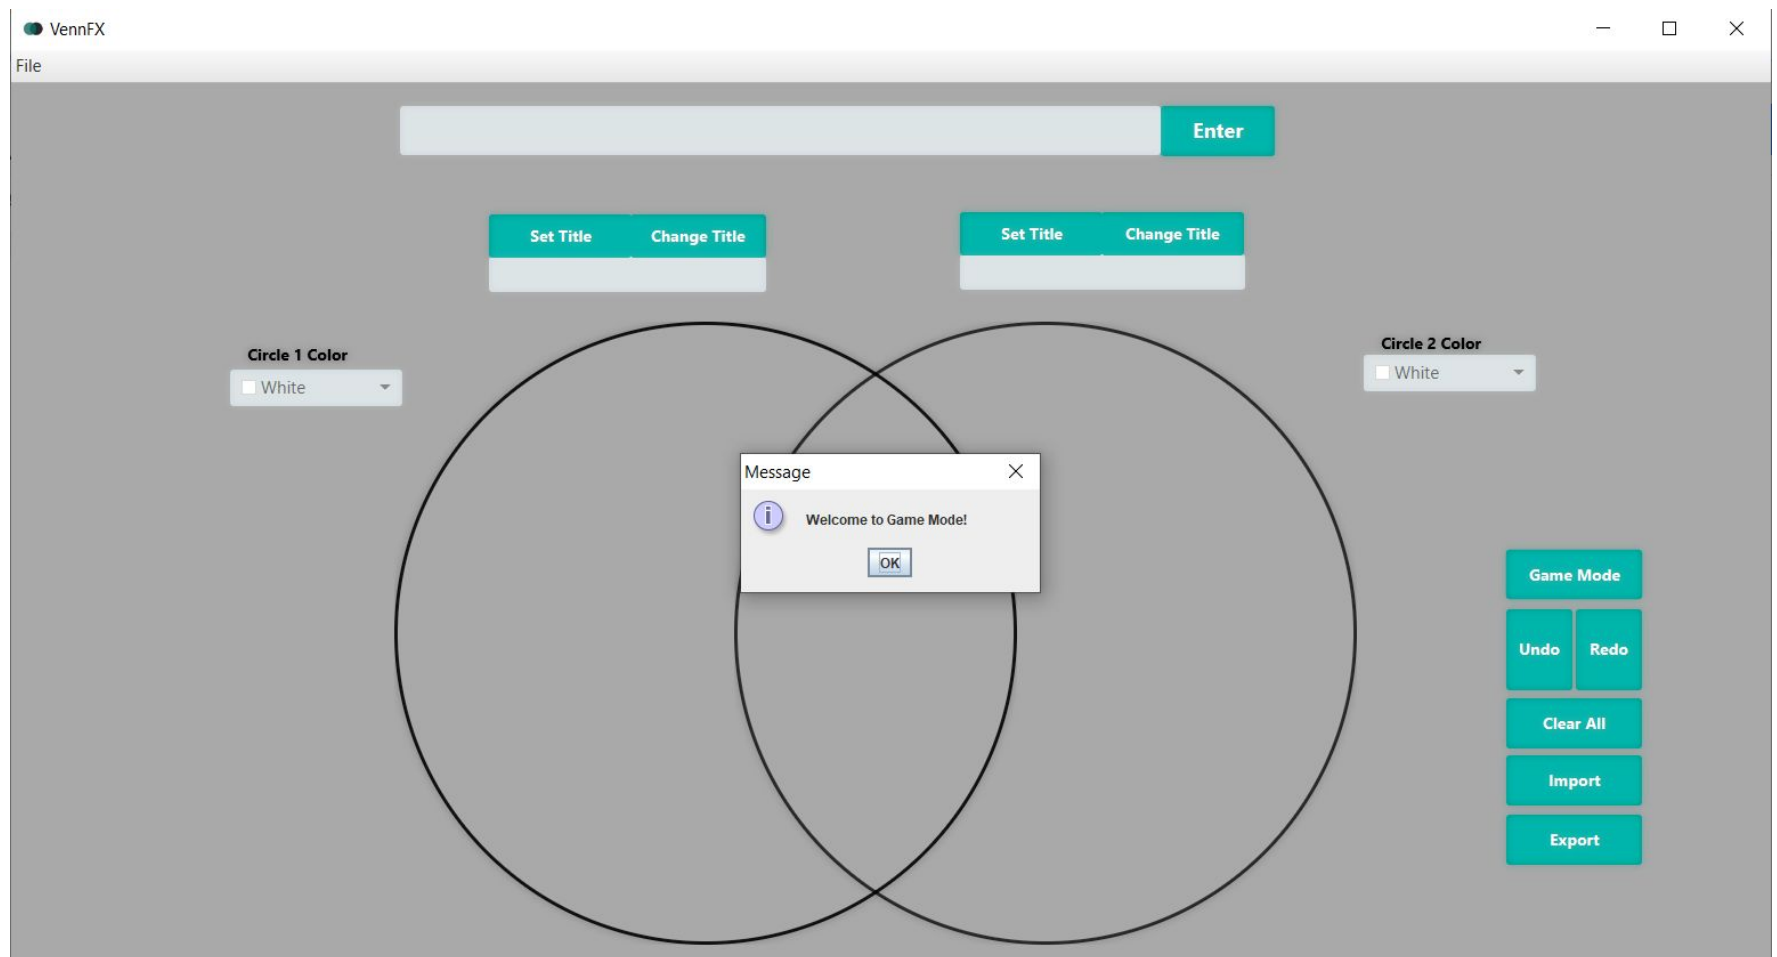 VennFX
File
Enter
Set Title Change Title
Set Title Change Title
Circle 1 Color
White
Circle 2 Color
White
Message
i
Welcome to Game Mode!
OK
Game Mode
Undo Redo
Clear All
Import
Export